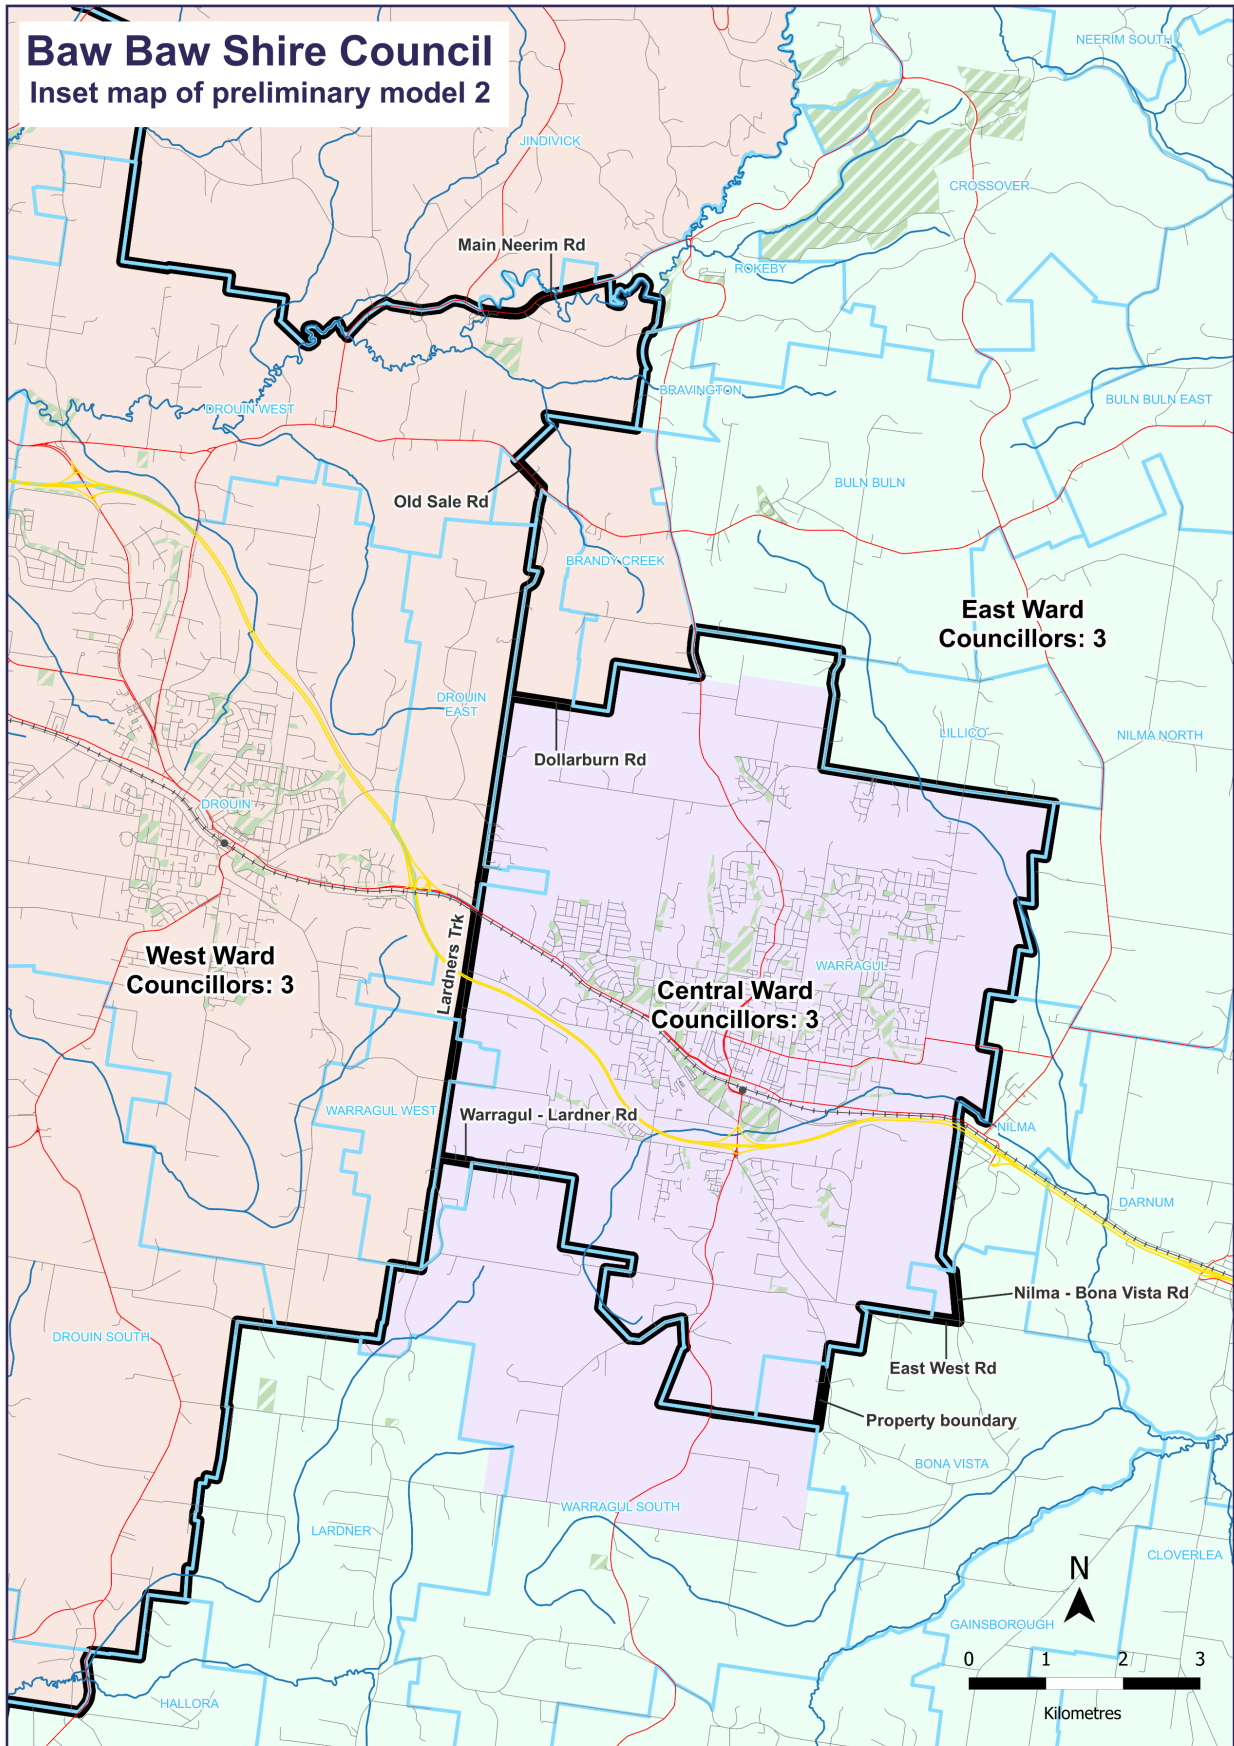 Baw Baw Shire Council
Inset map of preliminary model 2
NEERIM SOUTH
JINDIVICK
CROSSOVER
Main Neerim Rd
ROKEBY
BRAVINGTON
BULN BULN EAST
DROUIN WEST
BULN BULN
Old Sale Rd
BRANDY CREEK
East Ward
Councillors: 3
DROUIN
EAST
LILLICO
NILMA NORTH
Dollarburn Rd
DROUIN
Lardners Trk
West Ward
Councillors: 3
WARRAGUL
Central Ward
Councillors: 3
WARRAGUL WEST
Warragul - Lardner Rd
NILMA
DARNUM
Nilma - Bona Vista Rd
DROUIN SOUTH
East West Rd
Property boundary
BONA VISTA
WARRAGUL SOUTH
LARDNER
CLOVERLEA
N
GAINSBOROUGH
0 1 2 3
Kilometres
HALLORA